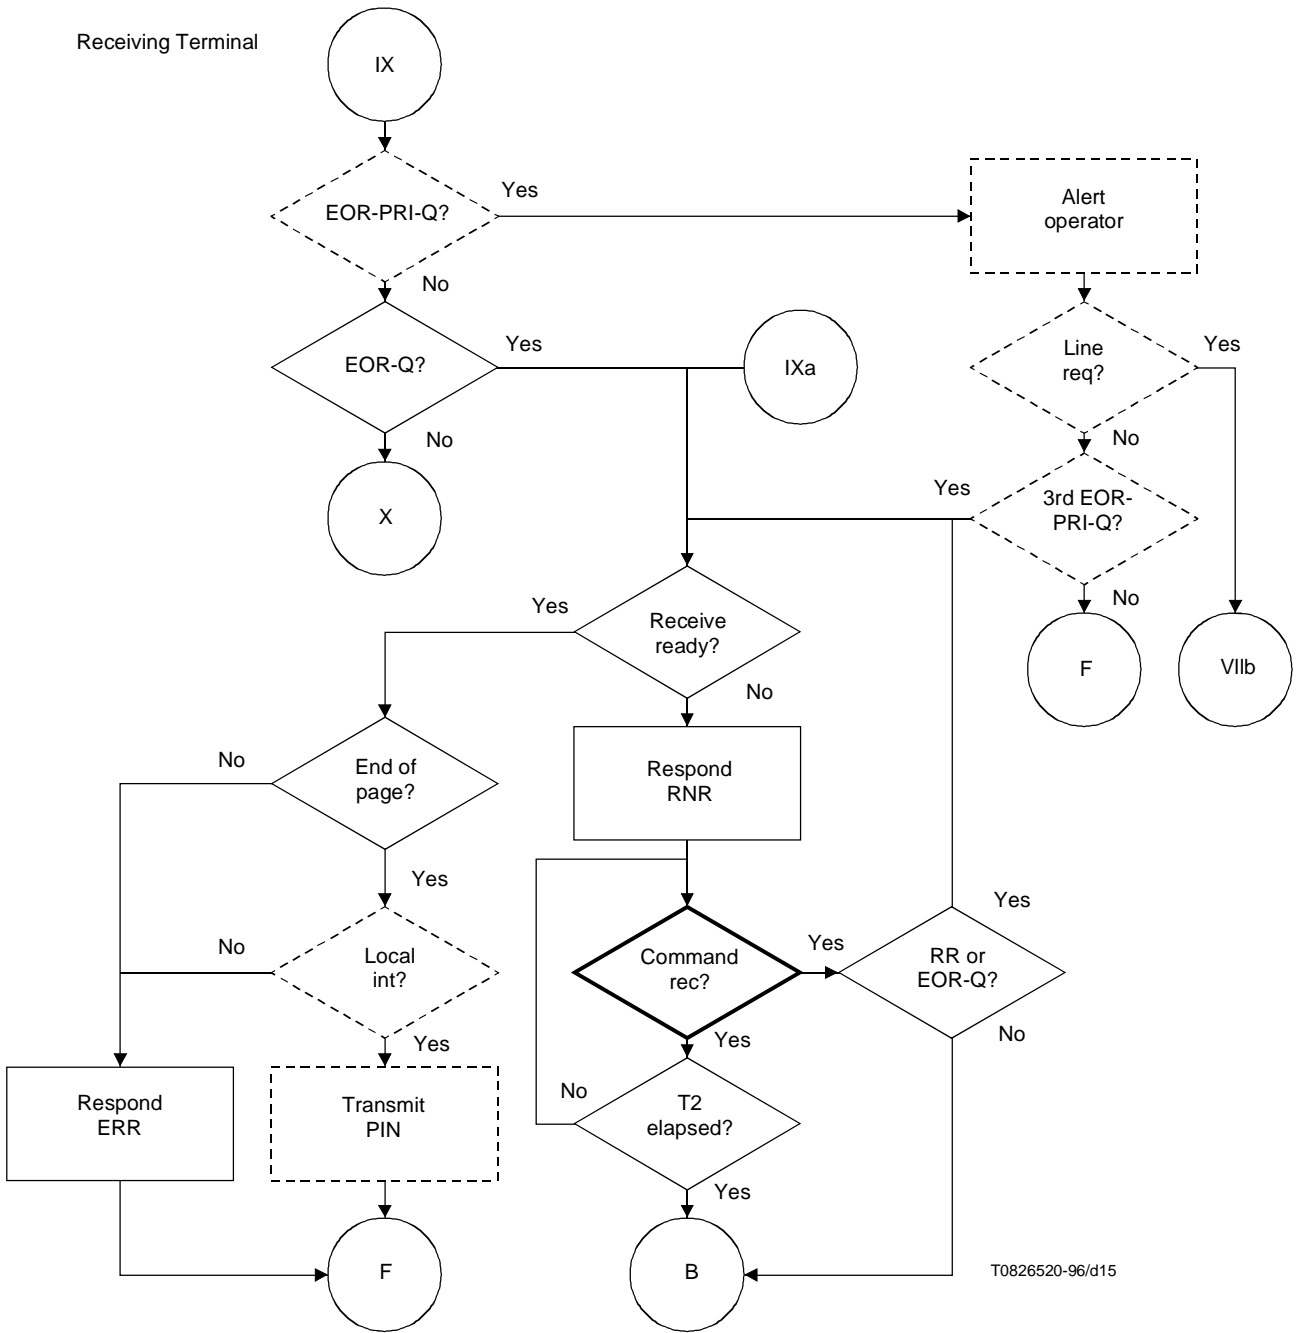 Receiving Terminal
IX
EOR-PRI-Q?
Yes
Alert
operator
No
EOR-Q?
Yes
IXa
Line
req?
Yes
No
No
X
Yes
3rd EOR-
PRI-Q?
No
Yes
Receive
ready?
F
VIIb
No
No
End of
page?
Respond
RNR
Yes
Yes
No
Local
int?
Command
rec?
Yes
RR or
EOR-Q?
Yes
Yes
No
Respond
ERR
Transmit
PIN
No
T2
elapsed?
Yes
F
B
T0826520-96/d15